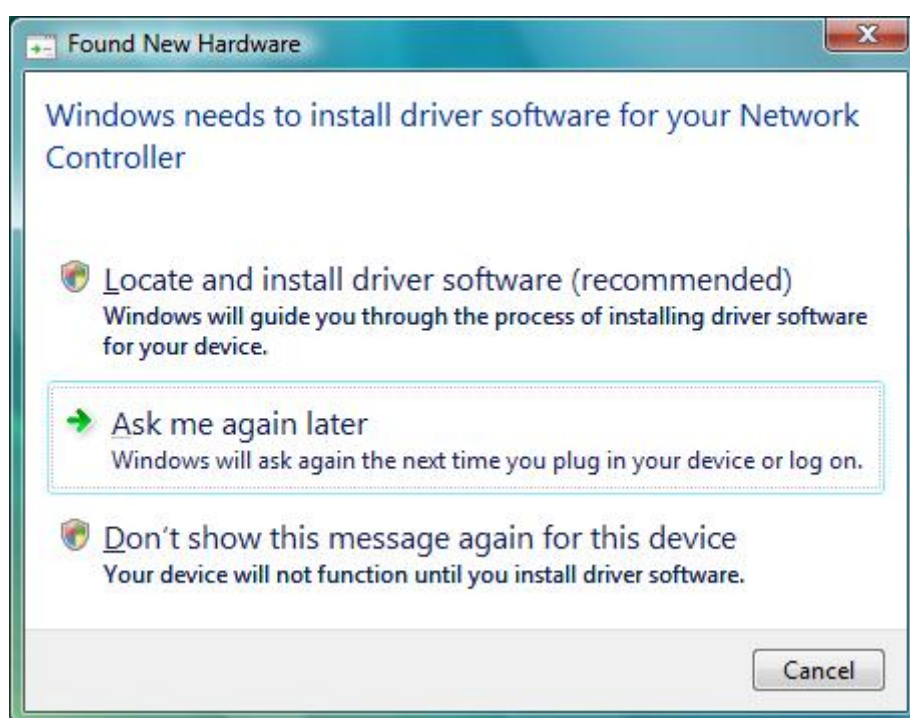 Found New Hardware
Windows needs to install driver software for your Network
Controller
Locate and install driver software (recommended)
Windows will guide you through the process of installing driver software
for your device.
Ask me again later
Windows will ask again the next time you plug in your device or log on.
Don't show this message again for this device
Your device will not function until you install driver software.
Cancel